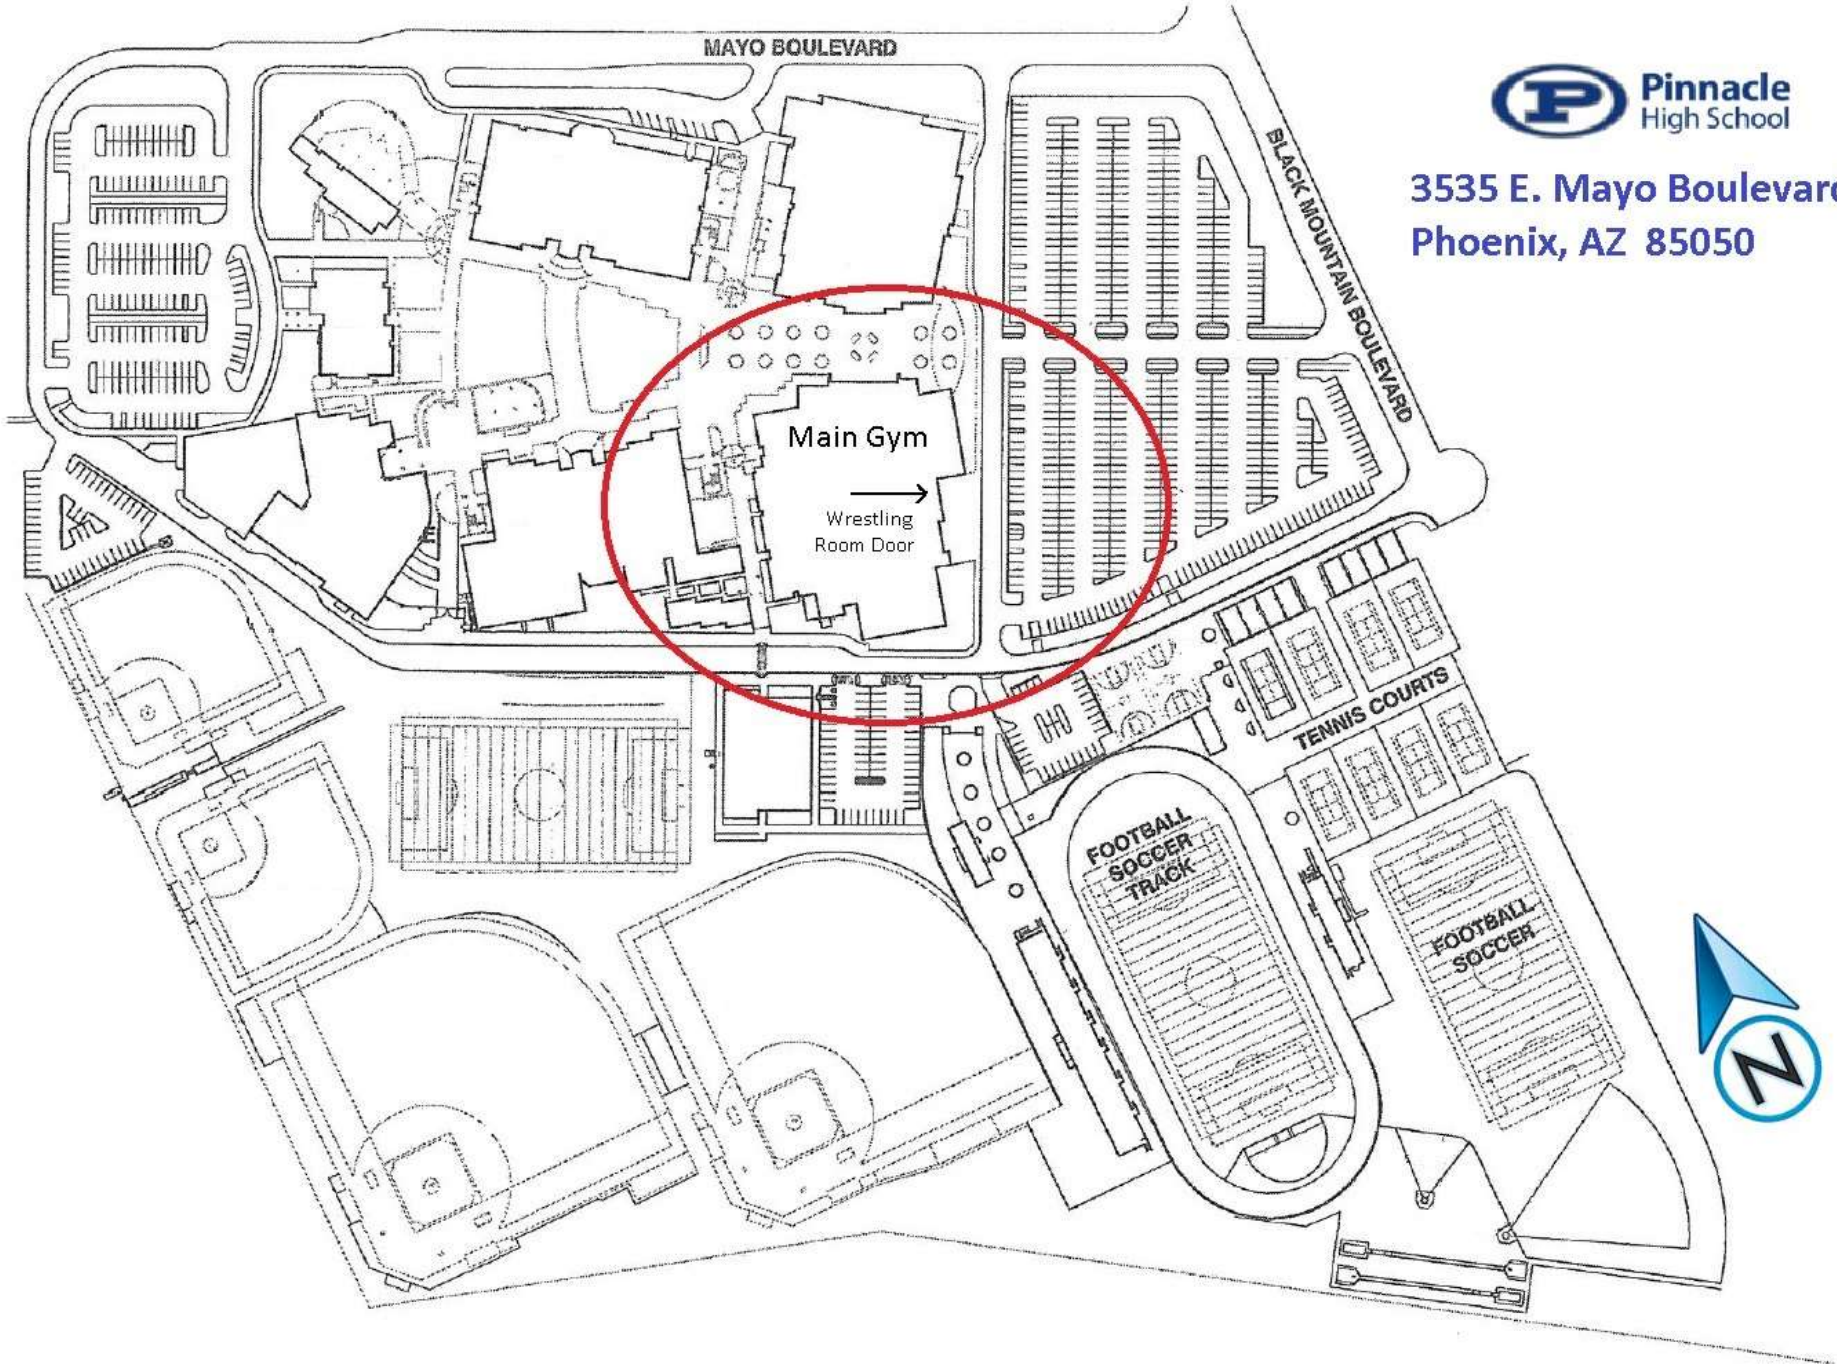 MAYO BOULEVARD
P Pinnacle
High School
3535 E. Mayo Boulevard
Phoenix, AZ 85050
BLACK MOUNTAIN BOULEVARD
Main Gym
Wrestling
Room Door
TENNIS COURTS
FOOTBALL
SOCCER
TRACK
FOOTBALL
SOCCER
N